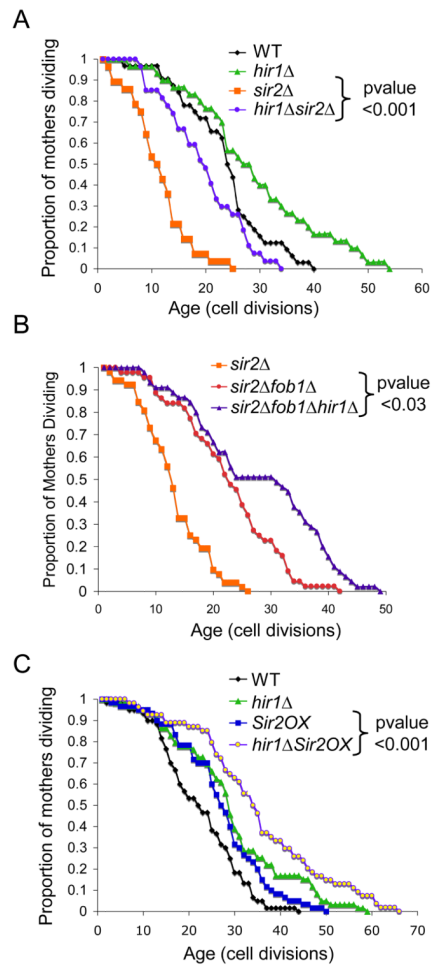 A
WT
hir1Δ
sir2Δ
hir1Δsir2Δ
pvalue
<0.001
Proportion of mothers dividing
1
0.9
0.8
0.7
0.6
0.5
0.4
0.3
0.2
0.1
0
0 10 20 30 40 50 60
Age (cell divisions)
B
sir2Δ
sir2Δfob1Δ
sir2Δfob1Δhir1Δ
pvalue
<0.03
Proportion of Mothers Dividing
1
0.9
0.8
0.7
0.6
0.5
0.4
0.3
0.2
0.1
0
0 10 20 30 40 50
Age (cell divisions)
C
WT
hir1Δ
Sir2OX
hir1ΔSir2OX
pvalue
<0.001
Proportion of mothers dividing
1
0.9
0.8
0.7
0.6
0.5
0.4
0.3
0.2
0.1
0
0 10 20 30 40 50 60 70
Age (cell divisions)